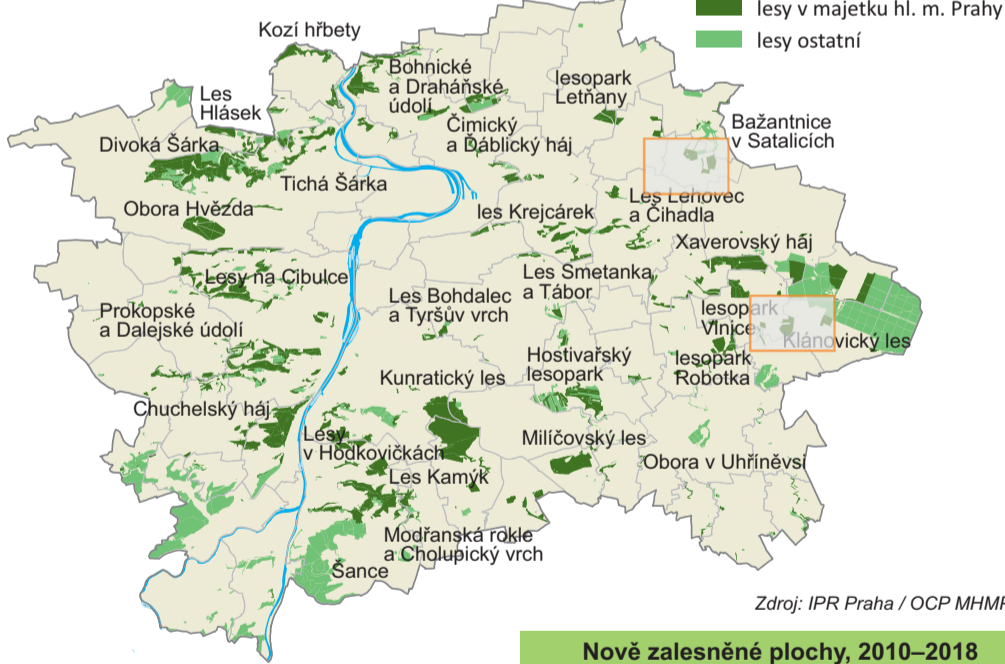 lesy v majetku hl. m. Prahy
lesy ostatní
Kozí hřbety
Bohnické
a Draháňské
údolí
lesopark
Letňany
Les
Hlásek
Čimický
a Ďáblický háj
Bažantnice
v Satalicích
Divoká Šárka
Tichá Šárka
Les Lehovec
a Čihadla
Obora Hvězda
les Krejcárek
Xaverovský háj
Lesy na Cibulce
Les Smetanka
a Tábor
Les Bohdalec
a Tyršův vrch
Prokopské
a Dalejské údolí
lesopark
Vinice
Klánovický les
Hostivařský
lesopark
lesopark
Robotka
Kunratický les
Chuchelský háj
Lesy
v Hodkovičkách
Milíčovský les
Obora v Uhříněvsi
Les Kamýk
Modřanská rokle
a Cholupický vrch
Šance
Zdroj: IPR Praha / OCP MHMP
Nově zalesněné plochy, 2010–2018